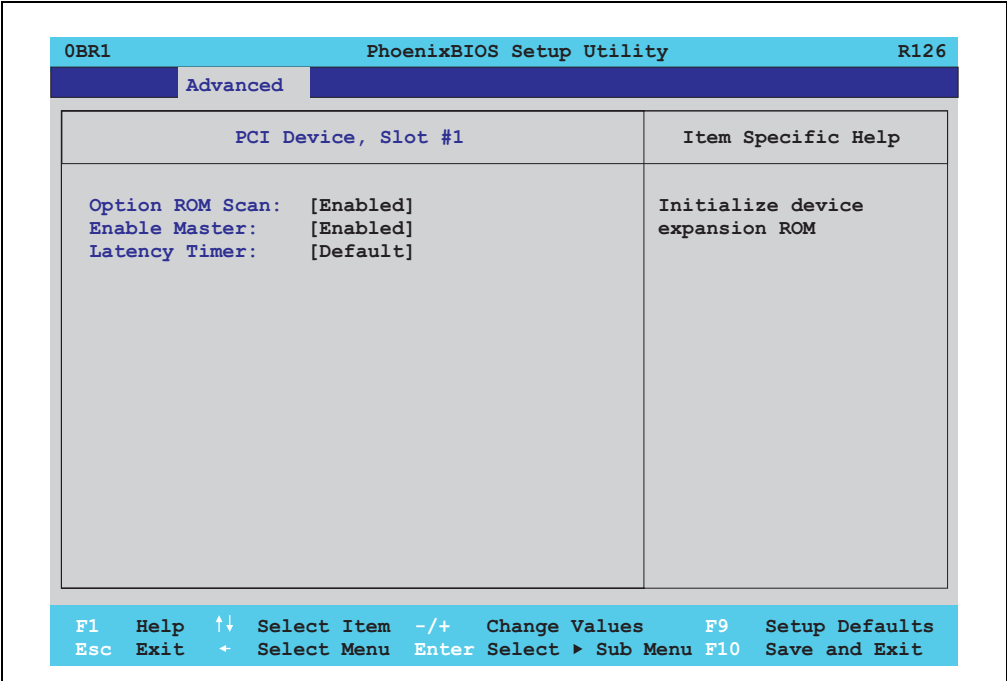 0BR1 PhoenixBIOS Setup Utility R126
Advanced
PCI Device, Slot #1 Item Specific Help
Option ROM Scan: [Enabled] Initialize device
Enable Master: [Enabled] expansion ROM
Latency Timer: [Default]
F1 Help ↑↓ Select Item -/+ Change Values F9 Setup Defaults
Esc Exit ← Select Menu Enter Select ▶ Sub Menu F10 Save and Exit